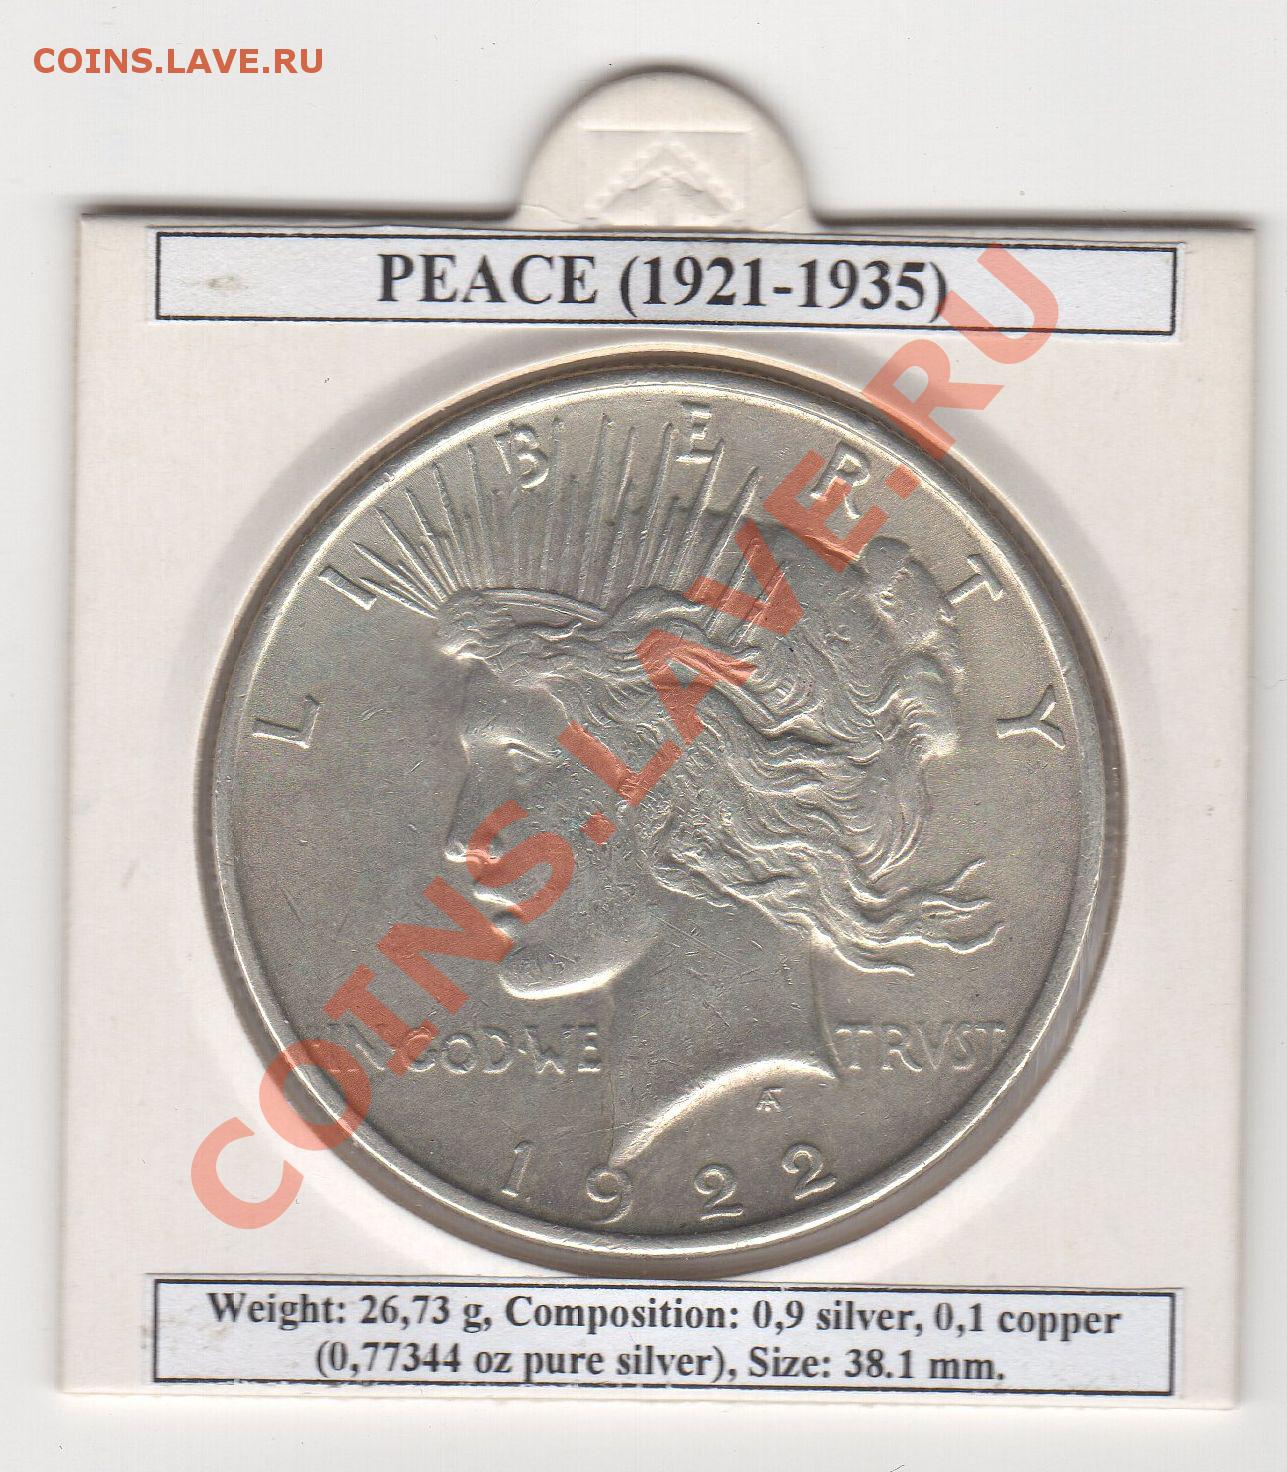 COINS.LAVE.RU
PEACE (1921-1935)
LIBERTY
COINS.LAVE.RU
IN GOD WE TRVST
1922
Weight: 26,73 g, Composition: 0,9 silver, 0,1 copper
(0,77344 oz pure silver), Size: 38.1 mm.